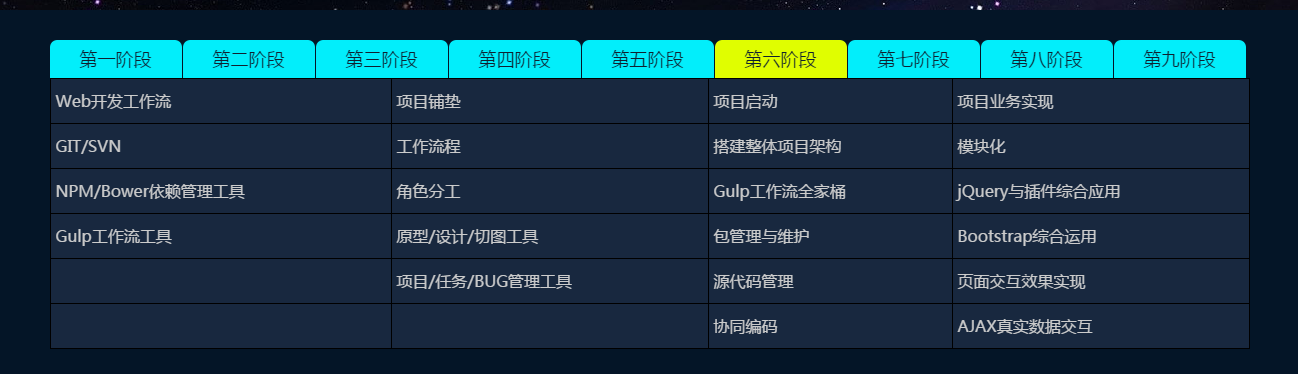 第一阶段 第二阶段 第三阶段 第四阶段 第五阶段 第六阶段 第七阶段 第八阶段 第九阶段
Web开发工作流 项目铺垫 项目启动 项目业务实现
GIT/SVN 工作流程 搭建整体项目架构 模块化
NPM/Bower依赖管理工具 角色分工 Gulp工作流全家桶 jQuery与插件综合应用
Gulp工作流工具 原型/设计/切图工具 包管理与维护 Bootstrap综合运用
项目/任务/BUG管理工具 源代码管理 页面交互效果实现
协同编码 AJAX真实数据交互